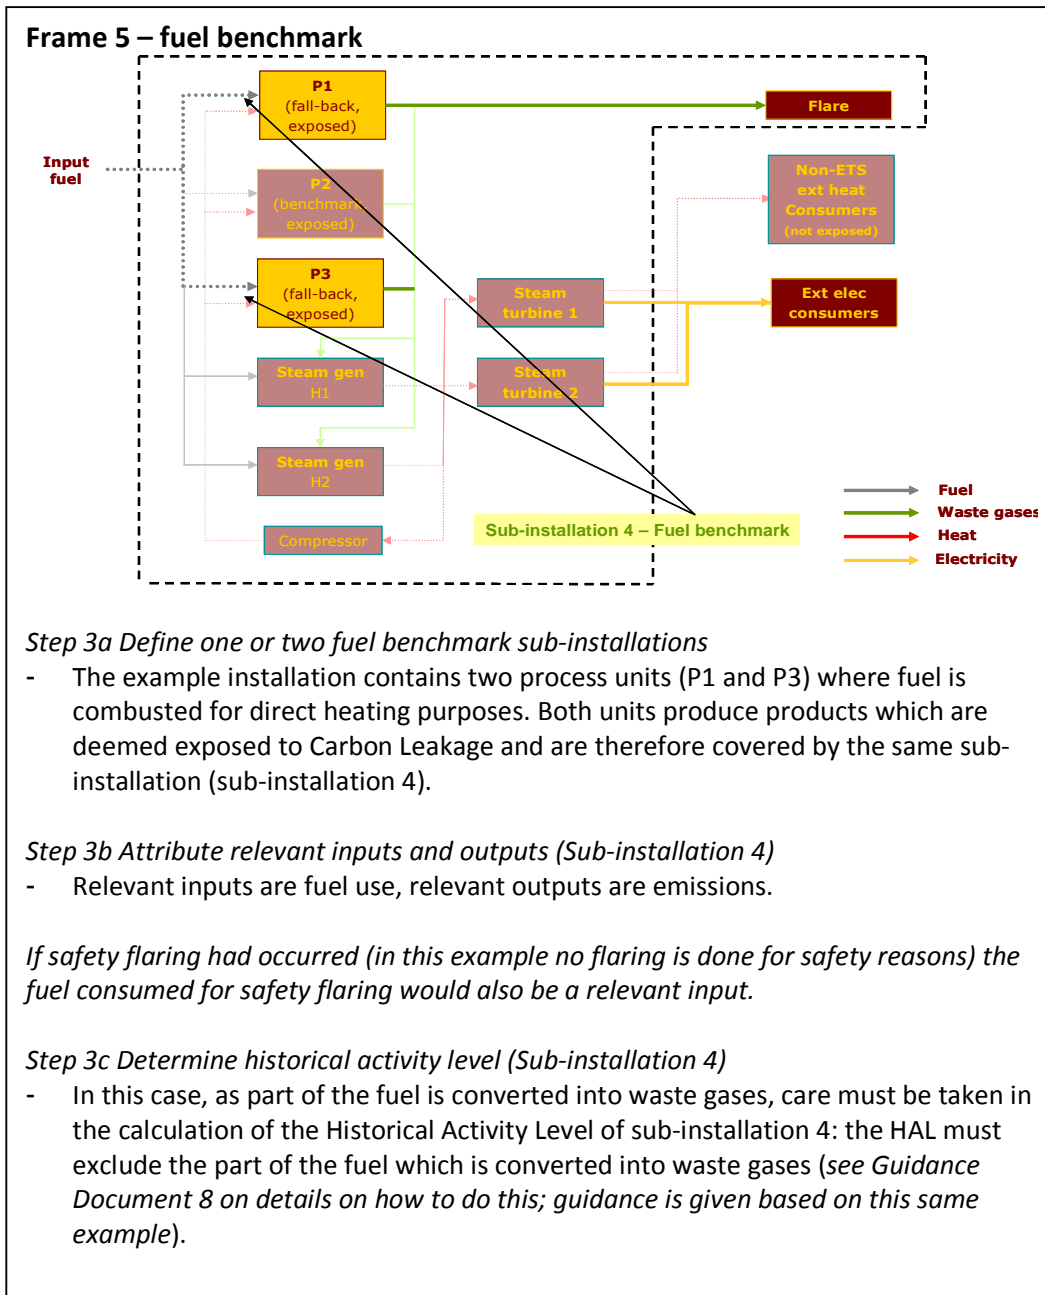 Frame 5 – fuel benchmark
P1
(fall-back,
exposed)
Flare
Input
fuel
P2
(benchmark,
exposed)
Non-ETS
ext heat
Consumers
(not exposed)
P3
(fall-back,
exposed)
Steam
turbine 1
Ext elec
consumers
Steam gen
H1
Steam
turbine 2
Steam gen
H2
Compressor
Sub-installation 4 – Fuel benchmark
Fuel
Waste gases
Heat
Electricity
Step 3a Define one or two fuel benchmark sub-installations
- The example installation contains two process units (P1 and P3) where fuel is
combusted for direct heating purposes. Both units produce products which are
deemed exposed to Carbon Leakage and are therefore covered by the same sub-
installation (sub-installation 4).
Step 3b Attribute relevant inputs and outputs (Sub-installation 4)
- Relevant inputs are fuel use, relevant outputs are emissions.
If safety flaring had occurred (in this example no flaring is done for safety reasons) the
fuel consumed for safety flaring would also be a relevant input.
Step 3c Determine historical activity level (Sub-installation 4)
- In this case, as part of the fuel is converted into waste gases, care must be taken in
the calculation of the Historical Activity Level of sub-installation 4: the HAL must
exclude the part of the fuel which is converted into waste gases (see Guidance
Document 8 on details on how to do this; guidance is given based on this same
example).